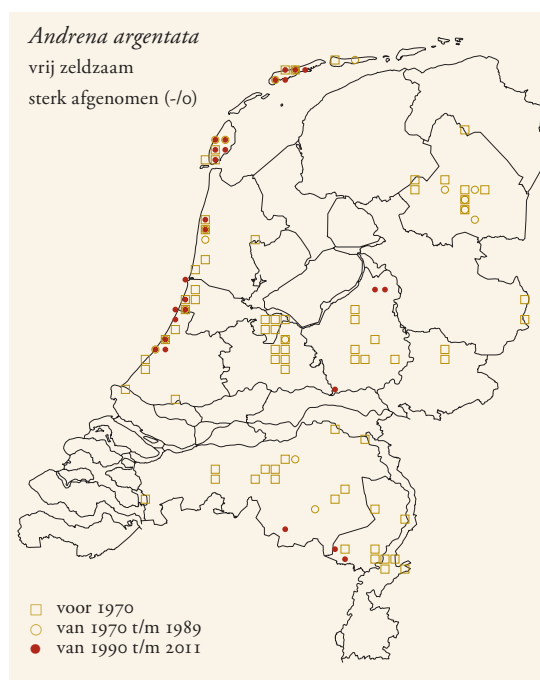 Andrena argentata
vrij zeldzaam
sterk afgenomen (-/0)
voor 1970
van 1970 t/m 1989
van 1990 t/m 2011